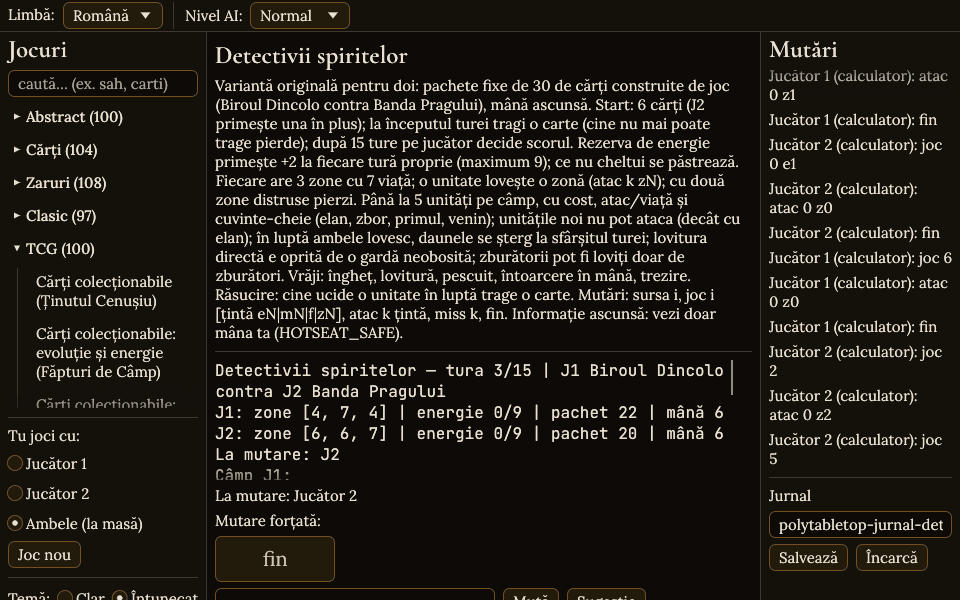 Limbă: Română Nivel AI: Normal
Jocuri
caută... (ex. sah, carti)
Abstract (100)
Cărți (104)
Zaruri (108)
Clasic (97)
TCG (100)
Cărți colecționabile
(Ținutul Cenușiu)
Cărți colecționabile:
evoluție și energie
(Făpturi de Câmp)
Cărți colecționabile:
Tu joci cu:
Jucător 1
Jucător 2
Ambele (la masă)
Joc nou
Temă: Clar Întunecat
Detectivii spiritelor
Variantă originală pentru doi: pachete fixe de 30 de cărți construite de joc
(Biroul Dincolo contra Banda Pragului), mână ascunsă. Start: 6 cărți (J2
primește una în plus); la începutul turei tragi o carte (cine nu mai poate
trage pierde); după 15 ture pe jucător decide scorul. Rezerva de energie
primește +2 la fiecare tură proprie (maximum 9); ce nu cheltui se păstrează.
Fiecare are 3 zone cu 7 viață; o unitate lovește o zonă (atac k zN); cu două
zone distruse pierzi. Până la 5 unități pe câmp, cu cost, atac/viață și
cuvinte-cheie (elan, zbor, primul, venin); unitățile noi nu pot ataca (decât cu
elan); în luptă ambele lovesc, daunele se șterg la sfârșitul turei; lovitura
directă e oprită de o gardă neobosită; zburătorii pot fi loviți doar de
zburători. Vrăji: îngheț, lovitură, pescuit, întoarcere în mână, trezire.
Răsucire: cine ucide o unitate în luptă trage o carte. Mutări: sursa i, joc i
[țintă eN|mN|f|zN], atac k țintă, miss k, fin. Informație ascunsă: vezi doar
mâna ta (HOTSEAT_SAFE).
Detectivii spiritelor — tura 3/15 | J1 Biroul Dincolo
contra J2 Banda Pragului
J1: zone [4, 7, 4] | energie 0/9 | pachet 22 | mână 6
J2: zone [6, 6, 7] | energie 0/9 | pachet 20 | mână 6
La mutare: J2
Câmp J1:
La mutare: Jucător 2
Mutare forțată:
fin
Mută Sugestie
Mutări
Jucător 1 (calculator): atac
0 z1
Jucător 1 (calculator): fin
Jucător 2 (calculator): joc
0 e1
Jucător 2 (calculator):
atac 0 z0
Jucător 2 (calculator): fin
Jucător 1 (calculator): joc 6
Jucător 1 (calculator): atac
0 z0
Jucător 1 (calculator): fin
Jucător 2 (calculator): joc
2
Jucător 2 (calculator):
atac 0 z2
Jucător 2 (calculator): joc
5
Jurnal
polytabletop-jurnal-det
Salvează Încarcă